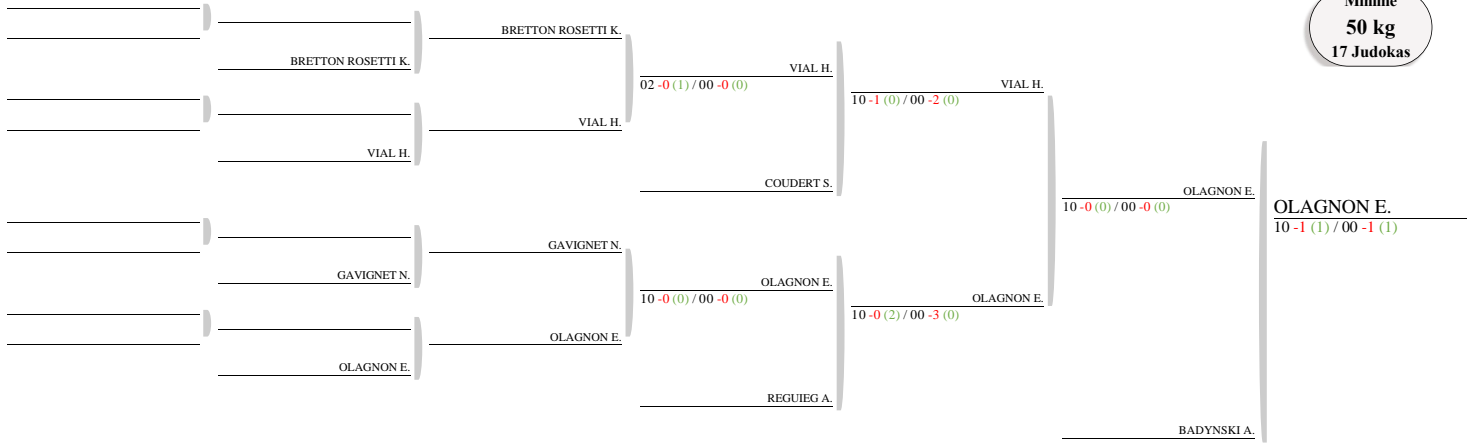 Minime
50 kg
17 Judokas
BRETTON ROSETTI K.
BRETTON ROSETTI K.
VIAL H.
02 -0 (1) / 00 -0 (0)
VIAL H.
10 -1 (0) / 00 -2 (0)
VIAL H.
VIAL H.
COUDERT S.
OLAGNON E.
10 -0 (0) / 00 -0 (0)
OLAGNON E.
10 -1 (1) / 00 -1 (1)
GAVIGNET N.
GAVIGNET N.
OLAGNON E.
10 -0 (0) / 00 -0 (0)
OLAGNON E.
10 -0 (2) / 00 -3 (0)
OLAGNON E.
OLAGNON E.
REGUIEG A.
BADYNSKI A.